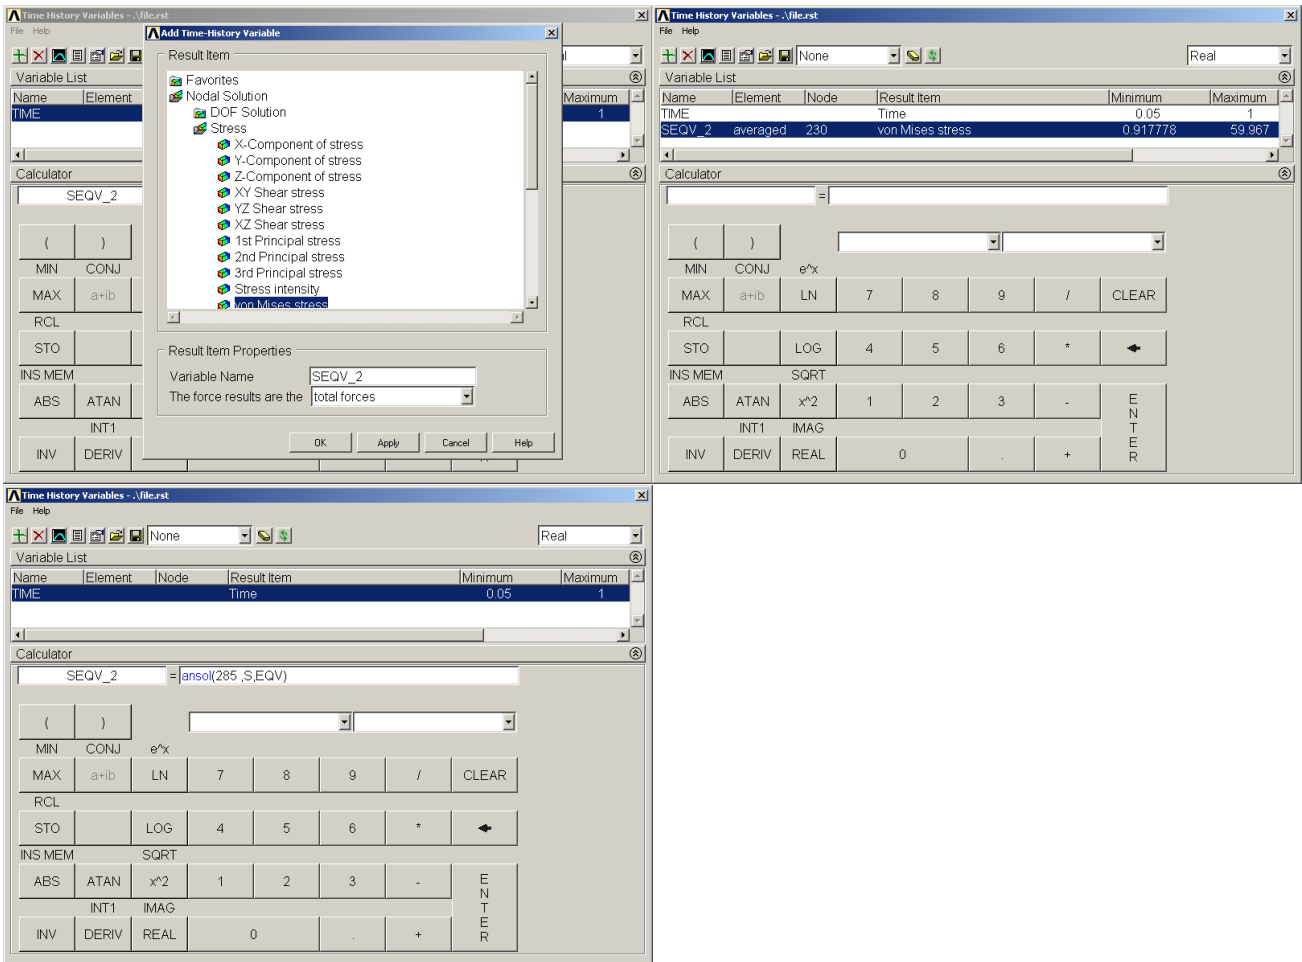 Time History Variables - .\file.rst
File Help
Add Time-History Variable
Result Item
Favorites
Nodal Solution
DOF Solution
Stress
X-Component of stress
Y-Component of stress
Z-Component of stress
XY Shear stress
YZ Shear stress
XZ Shear stress
1st Principal stress
2nd Principal stress
3rd Principal stress
Stress intensity
von Mises stress
Result Item Properties
Variable Name SEQV_2
The force results are the total forces
OK Apply Cancel Help
Variable List
Name Element Maximum
TIME 1
Calculator
SEQV_2
( )
MIN CONJ
MAX a+ib
RCL
STO
INS MEM
ABS ATAN
INT1
INV DERIV
Time History Variables - .\file.rst
File Help
None Real
Variable List
Name Element Node Result Item Minimum Maximum
TIME Time 0.05 1
SEQV_2 averaged 230 von Mises stress 0.917778 59.967
Calculator
=
( )
MIN CONJ e^x
MAX a+ib LN 7 8 9 / CLEAR
RCL
STO LOG 4 5 6 *
INS MEM SQRT
ABS ATAN x^2 1 2 3 - ENTER
INT1 IMAG
INV DERIV REAL 0 . +
Time History Variables - .\file.rst
File Help
None Real
Variable List
Name Element Node Result Item Minimum Maximum
TIME Time 0.05 1
Calculator
SEQV_2 = ansol(285 ,S,EQV)
( )
MIN CONJ e^x
MAX a+ib LN 7 8 9 / CLEAR
RCL
STO LOG 4 5 6 *
INS MEM SQRT
ABS ATAN x^2 1 2 3 - ENTER
INT1 IMAG
INV DERIV REAL 0 . +